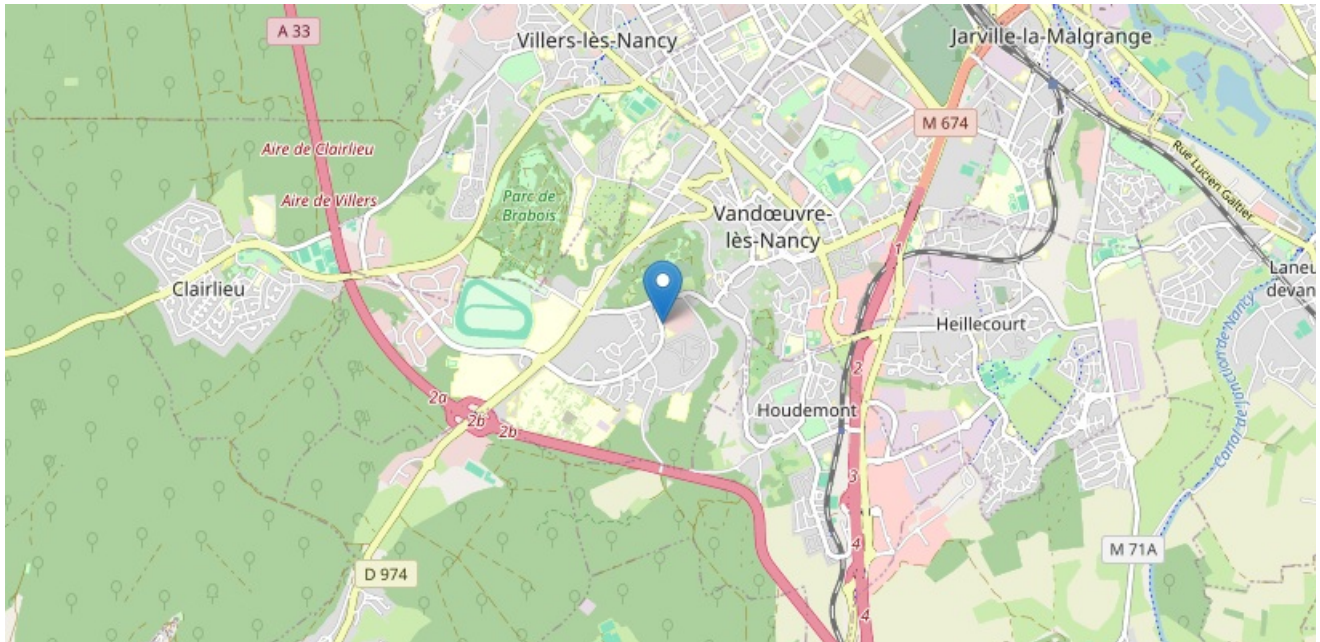 A 33
Villers-lès-Nancy
Jarville-la-Malgrange
M 674
Aire de Clairlieu
Rue Lucien Galtier
Aire de Villers
Parc de
Brabois
Vandœuvre-
lès-Nancy
1
Clairlieu
Laneu
devan
Canal de jonction de Nancy
Heillecourt
2
2a
2b
2b
Houdemont
3
4
M 71A
D 974
4